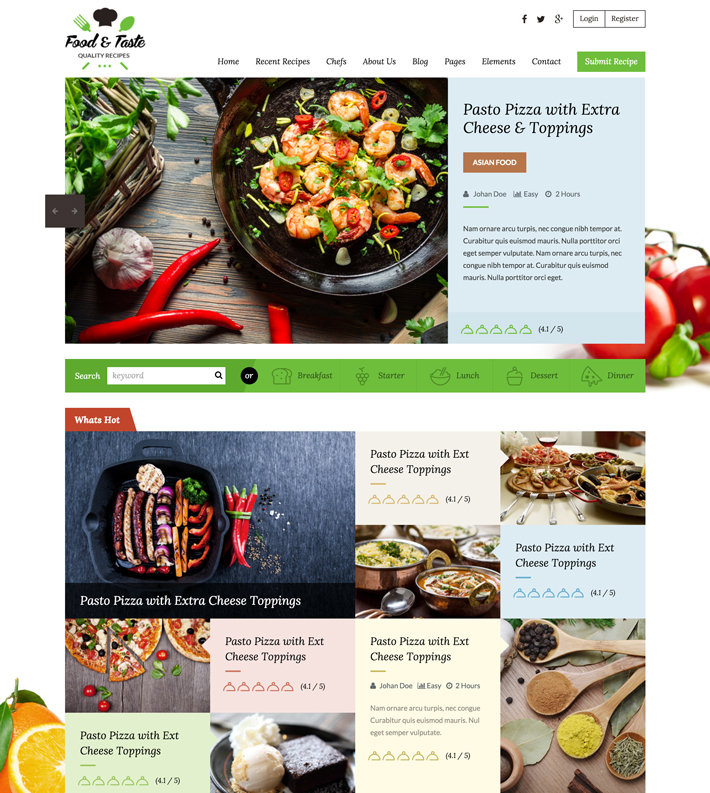 Food & Taste
QUALITY RECIPES
Login
Register
Home
Recent Recipes
Chefs
About Us
Blog
Pages
Elements
Contact
Submit Recipe
Pasto Pizza with Extra
Cheese & Toppings
ASIAN FOOD
Johan Doe
Easy
2 Hours
Nam ornare arcu turpis, nec congue nibh tempor at.
Curabitur quis euismod mauris. Nulla porttitor orci
eget semper vulputate. Nam ornare arcu turpis, nec
congue nibh tempor at. Curabitur quis euismod
mauris. Nulla porttitor orci eget.
(4.1 / 5)
Search
keyword
or
Breakfast
Starter
Lunch
Dessert
Dinner
Whats Hot
Pasto Pizza with Extra Cheese Toppings
Pasto Pizza with Ext
Cheese Toppings
(4.1 / 5)
Pasto Pizza with Ext
Cheese Toppings
(4.1 / 5)
Pasto Pizza with Ext
Cheese Toppings
(4.1 / 5)
Pasto Pizza with Ext
Cheese Toppings
Johan Doe
Easy
2 Hours
Nam ornare arcu turpis, nec congue
Curabitur quis euismod mauris. Nul
eget semper vulputate.
(4.1 / 5)
Pasto Pizza with Ext
Cheese Toppings
(4.1 / 5)